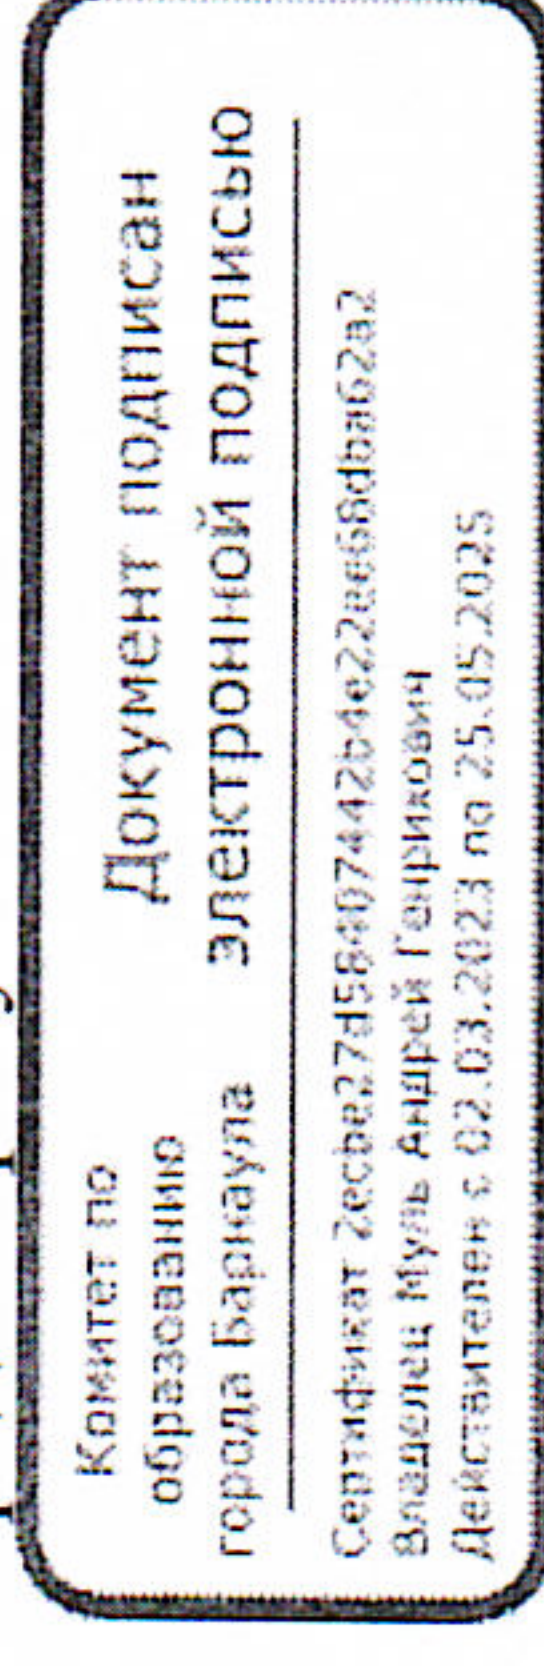 Комитет по
образованию
города Барнаула
Документ подписан
электронной подписью
Сертификат
Владелец Муль Андрей Генрикович
Действителен с 02.03.2023 по 25.05.2025